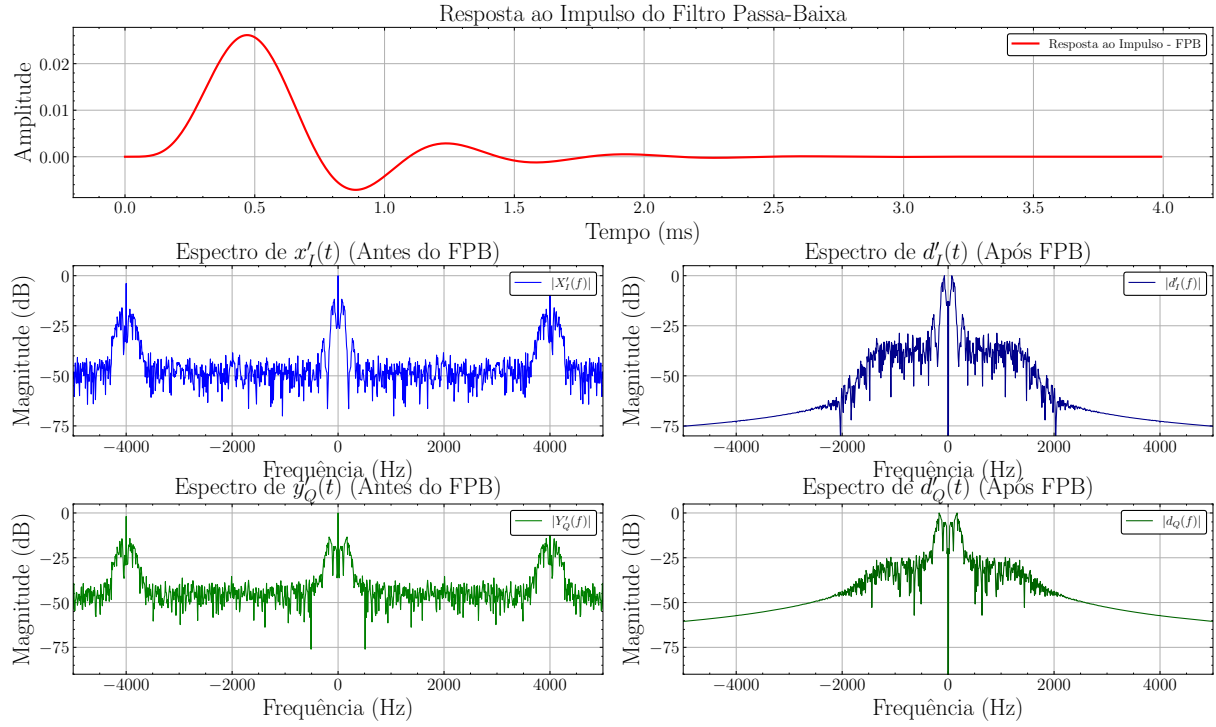 Resposta ao Impulso do Filtro Passa-Baixa
Amplitude
0.02
0.01
0.00
Resposta ao Impulso - FPB
0.0 0.5 1.0 1.5 2.0 2.5 3.0 3.5 4.0
Tempo (ms)
Espectro de x′_I(t) (Antes do FPB)
Magnitude (dB)
0
−25
−50
−75
|X′_I(f)|
−4000 −2000 0 2000 4000
Frequência (Hz)
Espectro de d′_I(t) (Após FPB)
Magnitude (dB)
0
−25
−50
−75
|d′_I(f)|
−4000 −2000 0 2000 4000
Frequência (Hz)
Espectro de y′_Q(t) (Antes do FPB)
Magnitude (dB)
0
−25
−50
−75
|Y′_Q(f)|
−4000 −2000 0 2000 4000
Frequência (Hz)
Espectro de d′_Q(t) (Após FPB)
Magnitude (dB)
0
−25
−50
−75
|d_Q(f)|
−4000 −2000 0 2000 4000
Frequência (Hz)